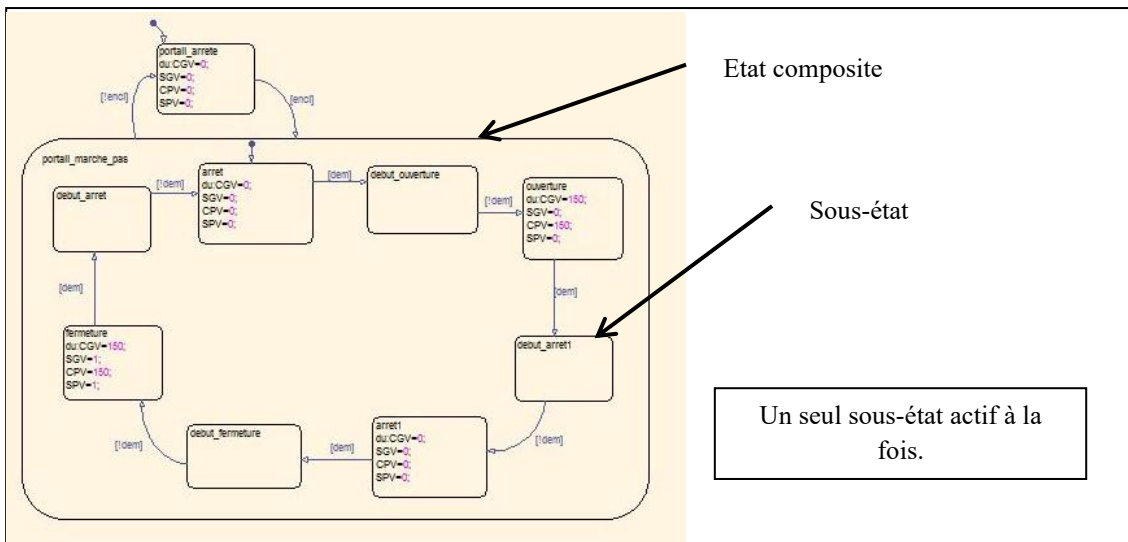 portail_arrete
du:CGV=0;
SGV=0;
CPV=0;
SPV=0;
[!encl]
[encl]
Etat composite
portail_marche_pas
arret
du:CGV=0;
SGV=0;
CPV=0;
SPV=0;
[dem]
debut_ouverture
[!dem]
ouverture
du:CGV=150;
SGV=0;
CPV=150;
SPV=0;
debut_arret
[!dem]
Sous-état
[dem]
[dem]
fermeture
du:CGV=150;
SGV=1;
CPV=150;
SPV=1;
debut_arret1
[!dem]
debut_fermeture
[dem]
arret1
du:CGV=0;
SGV=0;
CPV=0;
SPV=0;
[!dem]
Un seul sous-état actif à la
fois.